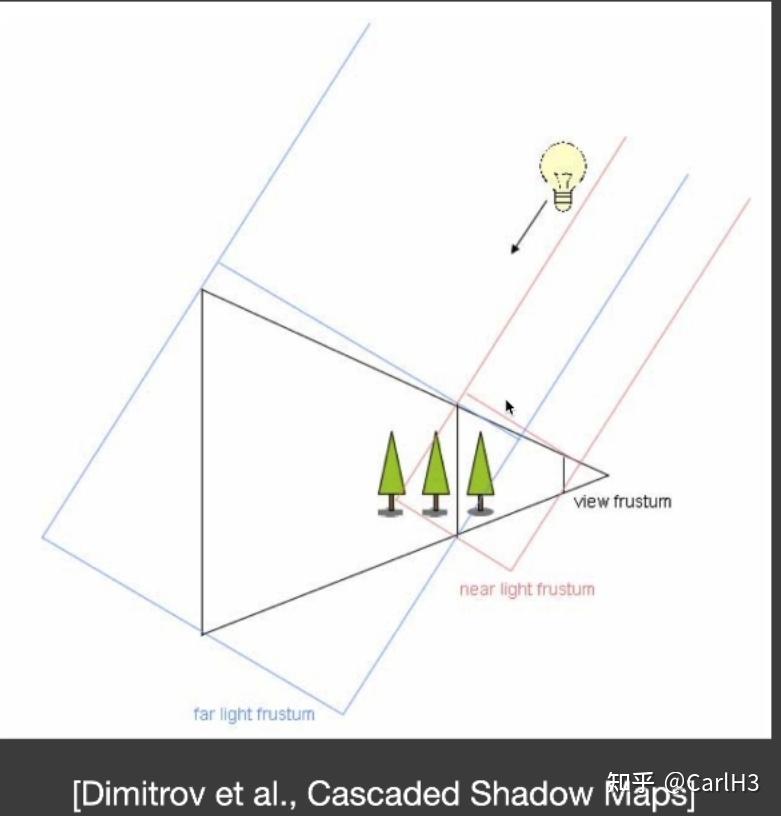 view frustum
near light frustum
far light frustum
[Dimitrov et al., Cascaded Shadow Maps]
知乎 @CarlH3